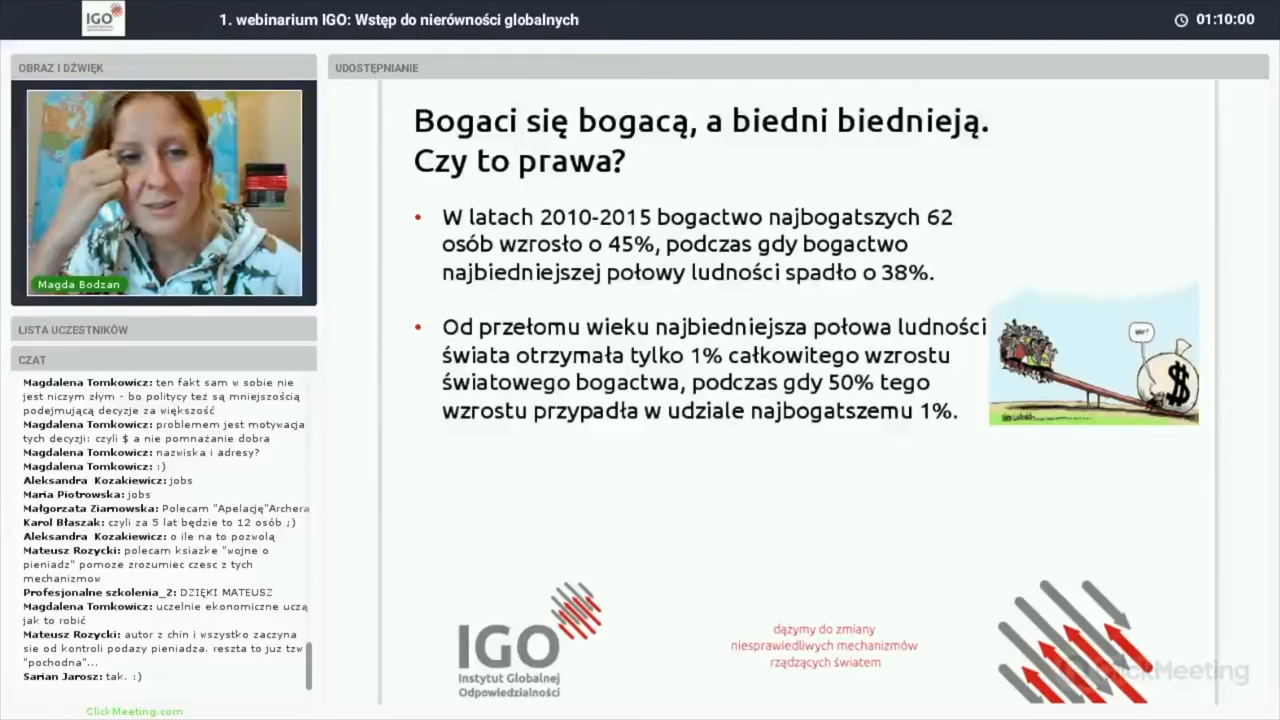 IGO
1. webinarium IGO: Wstęp do nierówności globalnych
01:10:00
OBRAZ I DŹWIĘK
Magda Bodzan
LISTA UCZESTNIKÓW
CZAT
Magdalena Tomkowicz: ten fakt sam w sobie nie
jest niczym złym - bo politycy też są mniejszością
podejmującą decyzje za większość
Magdalena Tomkowicz: problemem jest motywacja
tych decyzji: czyli $ a nie pomnażanie dobra
Magdalena Tomkowicz: nazwiska i adresy?
Magdalena Tomkowicz: :)
Aleksandra Kozakiewicz: jobs
Maria Piotrowska: jobs
Małgorzata Ziarnowska: Polecam "Apelację"Archera
Karol Błaszak: czyli za 5 lat będzie to 12 osób ;)
Aleksandra Kozakiewicz: o ile na to pozwolą
Mateusz Rozycki: polecam ksiazke "wojne o
pieniadz" pomoze zrozumiec czesc z tych
mechanizmow
Profesjonalne szkolenia_2: DZIĘKI MATEUSZ
Magdalena Tomkowicz: uczelnie ekonomiczne uczą
jak to robić
Mateusz Rozycki: autor z chin i wszystko zaczyna
sie od kontroli podazy pieniadza. reszta to juz tzw
"pochodna"...
Sarian Jarosz: tak. :)
ClickMeeting.com
UDOSTĘPNIANIE
Bogaci się bogacą, a biedni biednieją.
Czy to prawa?
• W latach 2010-2015 bogactwo najbogatszych 62
osób wzrosło o 45%, podczas gdy bogactwo
najbiedniejszej połowy ludności spadło o 38%.
• Od przełomu wieku najbiedniejsza połowa ludności
świata otrzymała tylko 1% całkowitego wzrostu
światowego bogactwa, podczas gdy 50% tego
wzrostu przypadła w udziale najbogatszemu 1%.
$
IGO
Instytut Globalnej
Odpowiedzialności
dążymy do zmiany
niesprawiedliwych mechanizmów
rządzących światem
ClickMeeting